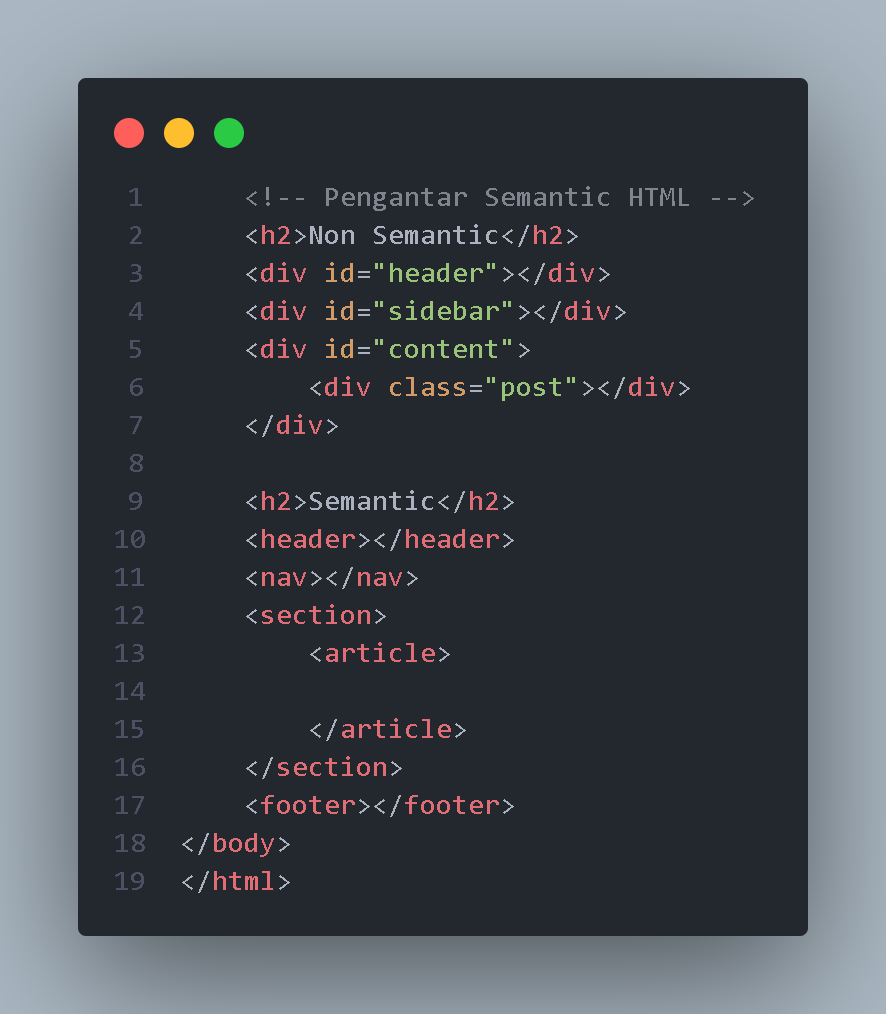 1 <!-- Pengantar Semantic HTML -->
2 <h2>Non Semantic</h2>
3 <div id="header"></div>
4 <div id="sidebar"></div>
5 <div id="content">
6 <div class="post"></div>
7 </div>
8
9 <h2>Semantic</h2>
10 <header></header>
11 <nav></nav>
12 <section>
13 <article>
14
15 </article>
16 </section>
17 <footer></footer>
18 </body>
19 </html>